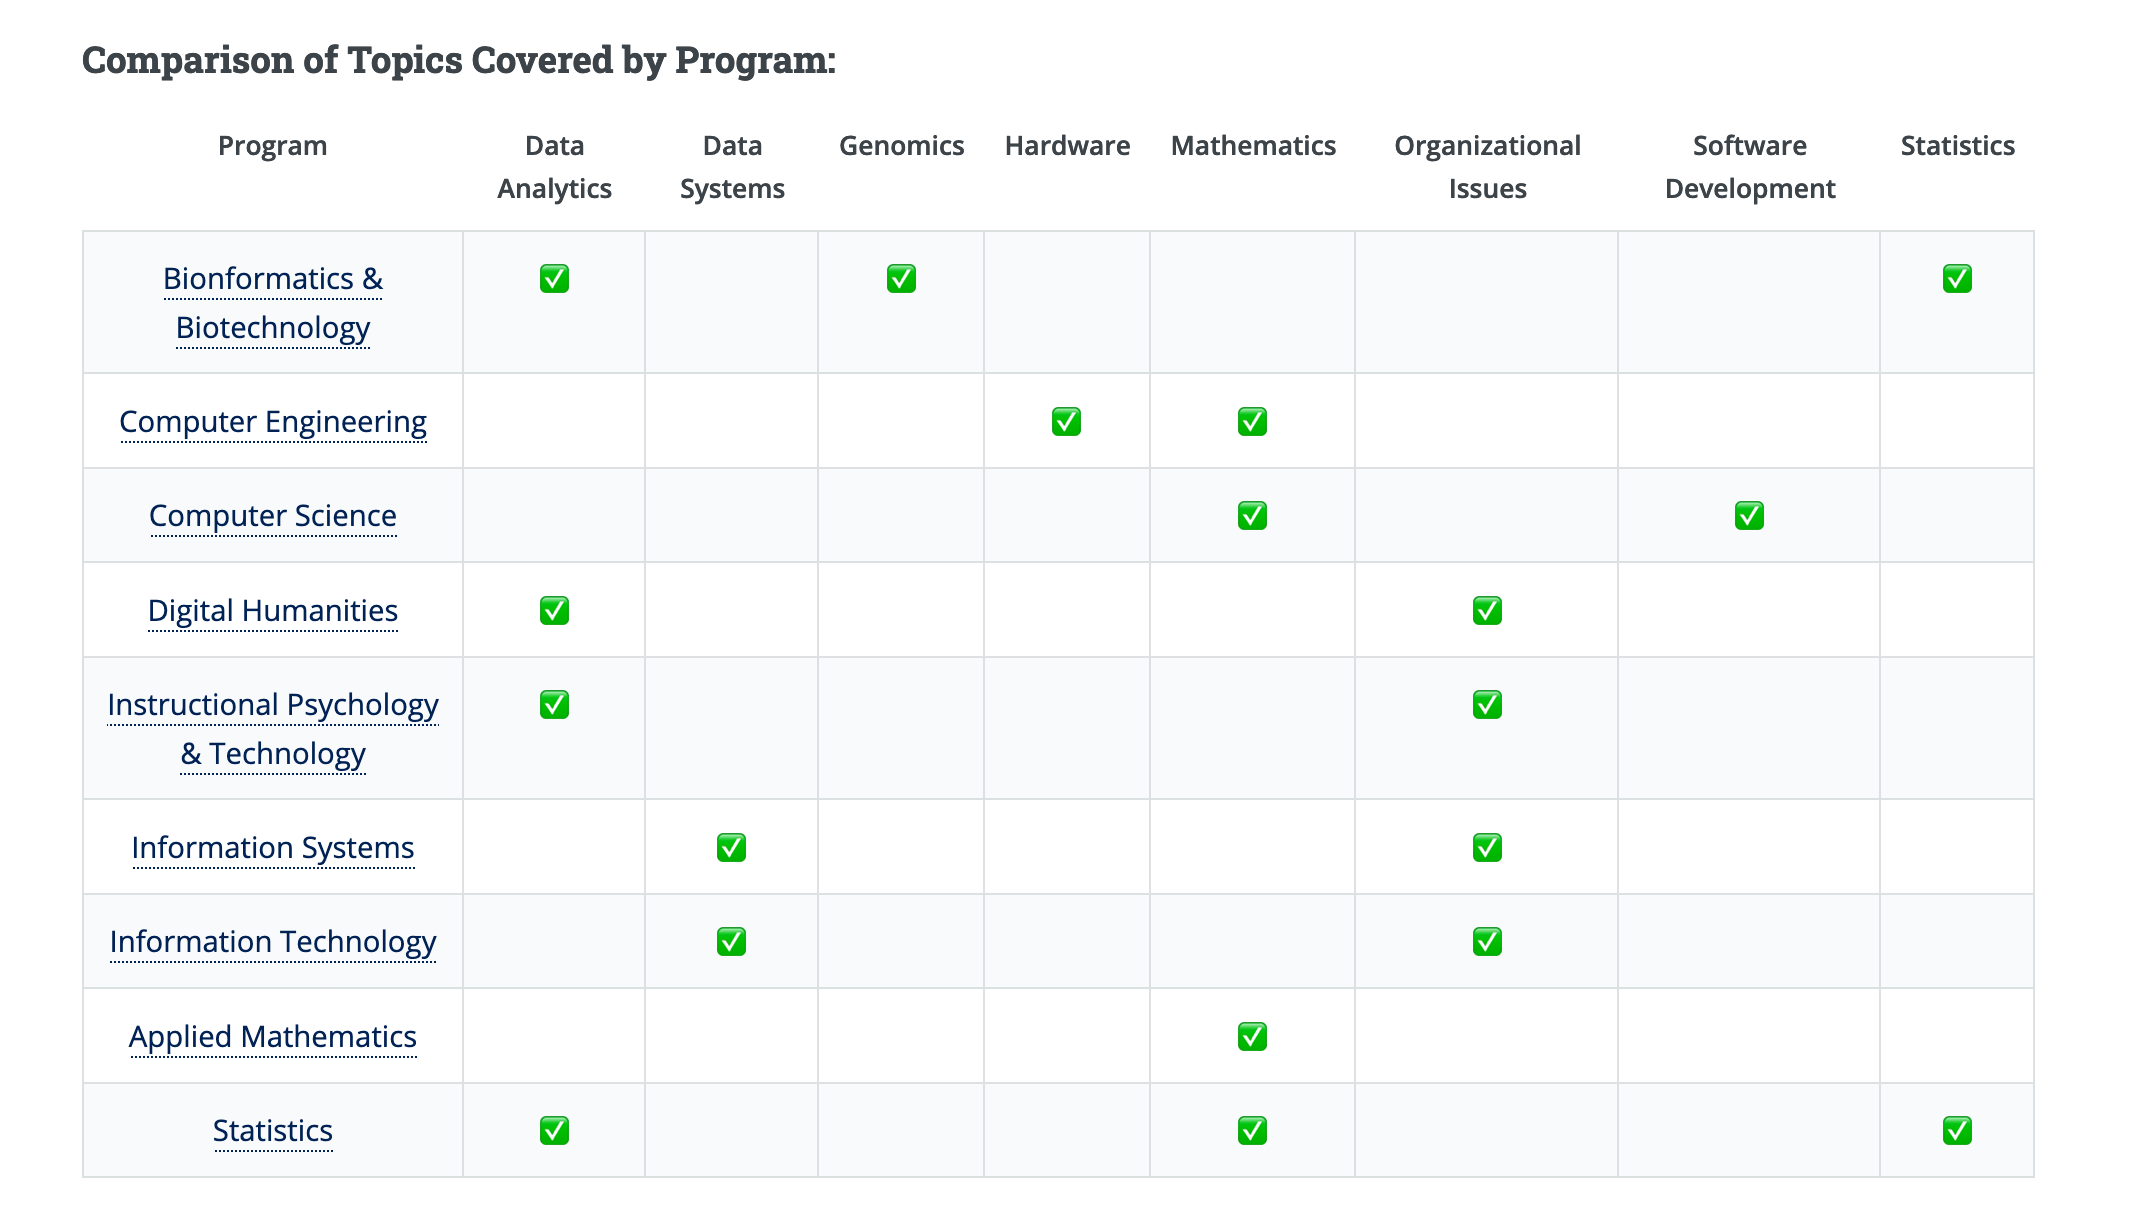 Comparison of Topics Covered by Program:
Program Data Analytics Data Systems Genomics Hardware Mathematics Organizational Issues Software Development Statistics
Bionformatics &
Biotechnology
Computer Engineering
Computer Science
Digital Humanities
Instructional Psychology
& Technology
Information Systems
Information Technology
Applied Mathematics
Statistics